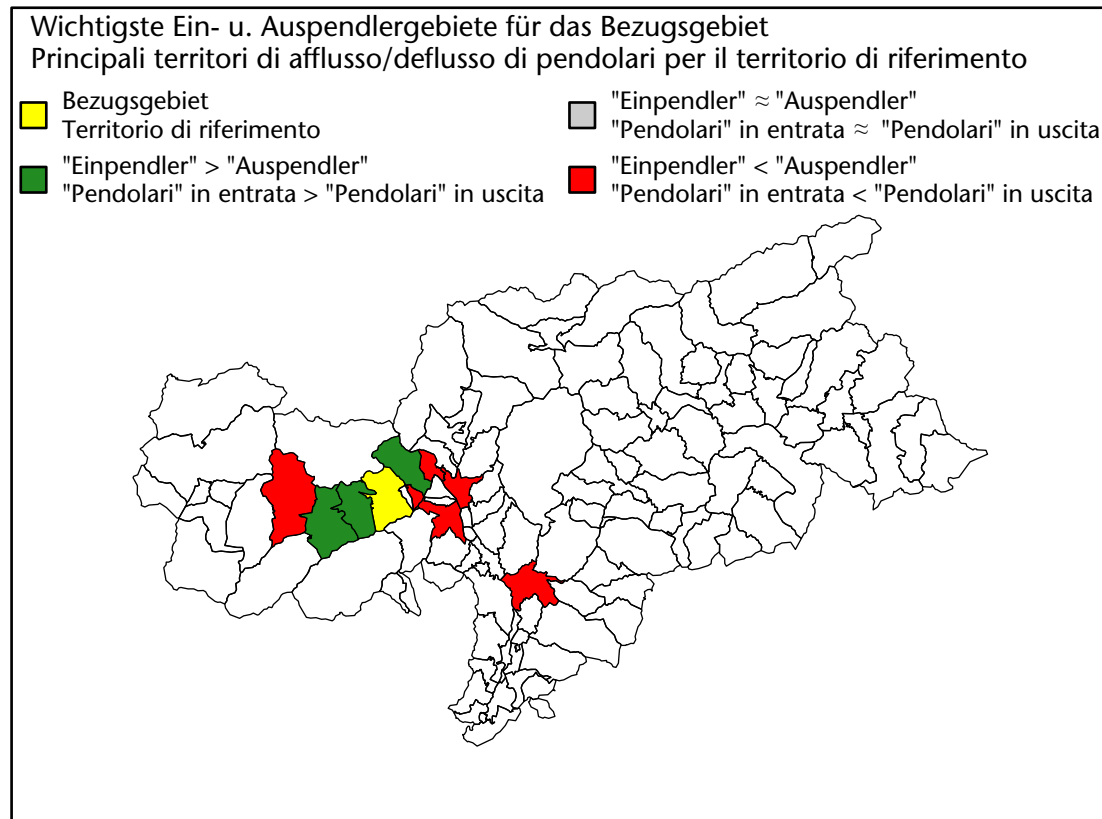 Wichtigste Ein- u. Auspendlergebiete für das Bezugsgebiet
Principali territori di afflusso/deflusso di pendolari per il territorio di riferimento
Bezugsgebiet
Territorio di riferimento
"Einpendler" > "Auspendler"
"Pendolari" in entrata > "Pendolari" in uscita
"Einpendler" ≈ "Auspendler"
"Pendolari" in entrata ≈ "Pendolari" in uscita
"Einpendler" < "Auspendler"
"Pendolari" in entrata < "Pendolari" in uscita